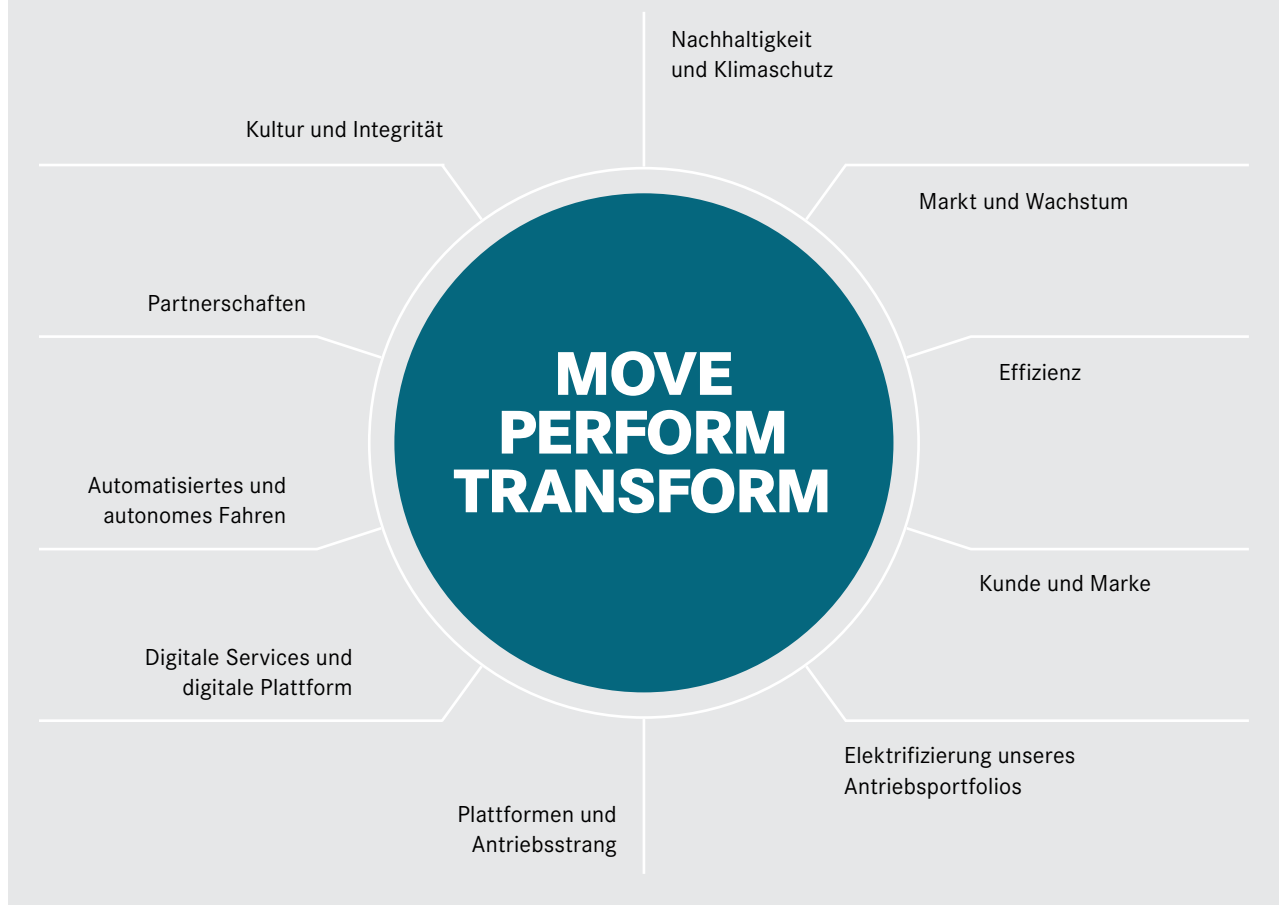 Nachhaltigkeit
und Klimaschutz
Kultur und Integrität
Markt und Wachstum
Partnerschaften
Effizienz
MOVE
PERFORM
TRANSFORM
Automatisiertes und
autonomes Fahren
Kunde und Marke
Digitale Services und
digitale Plattform
Elektrifizierung unseres
Antriebsportfolios
Plattformen und
Antriebsstrang